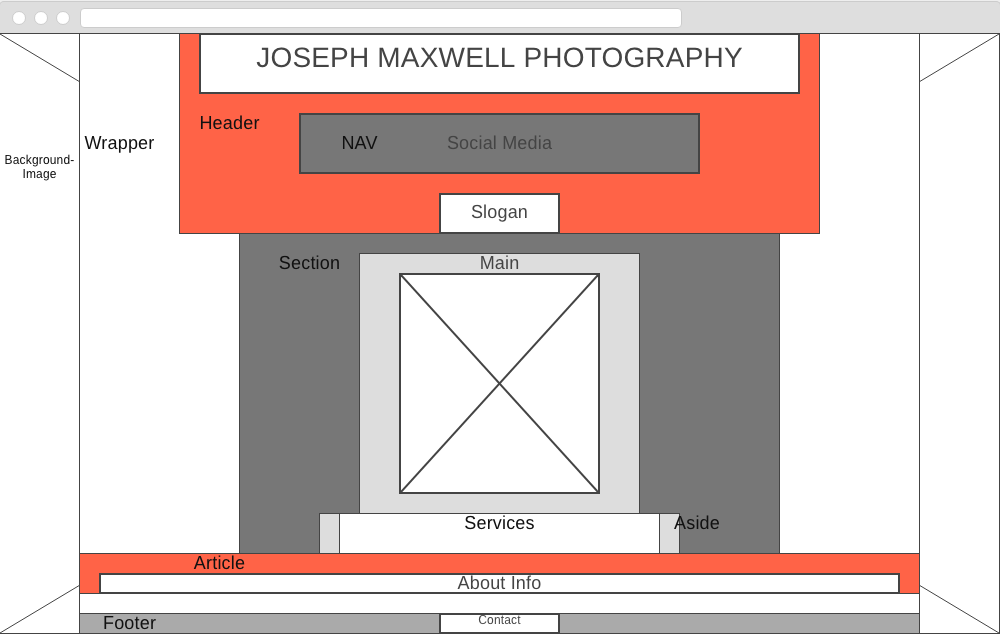 JOSEPH MAXWELL PHOTOGRAPHY
Header
Wrapper
NAV Social Media
Background-
Image
Slogan
Section
Main
Services
Aside
Article
About Info
Footer
Contact